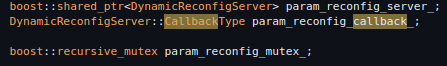 boost::shared_ptr<DynamicReconfigServer> param_reconfig_server_;
DynamicReconfigServer::CallbackType param_reconfig_callback_;
boost::recursive_mutex param_reconfig_mutex_;